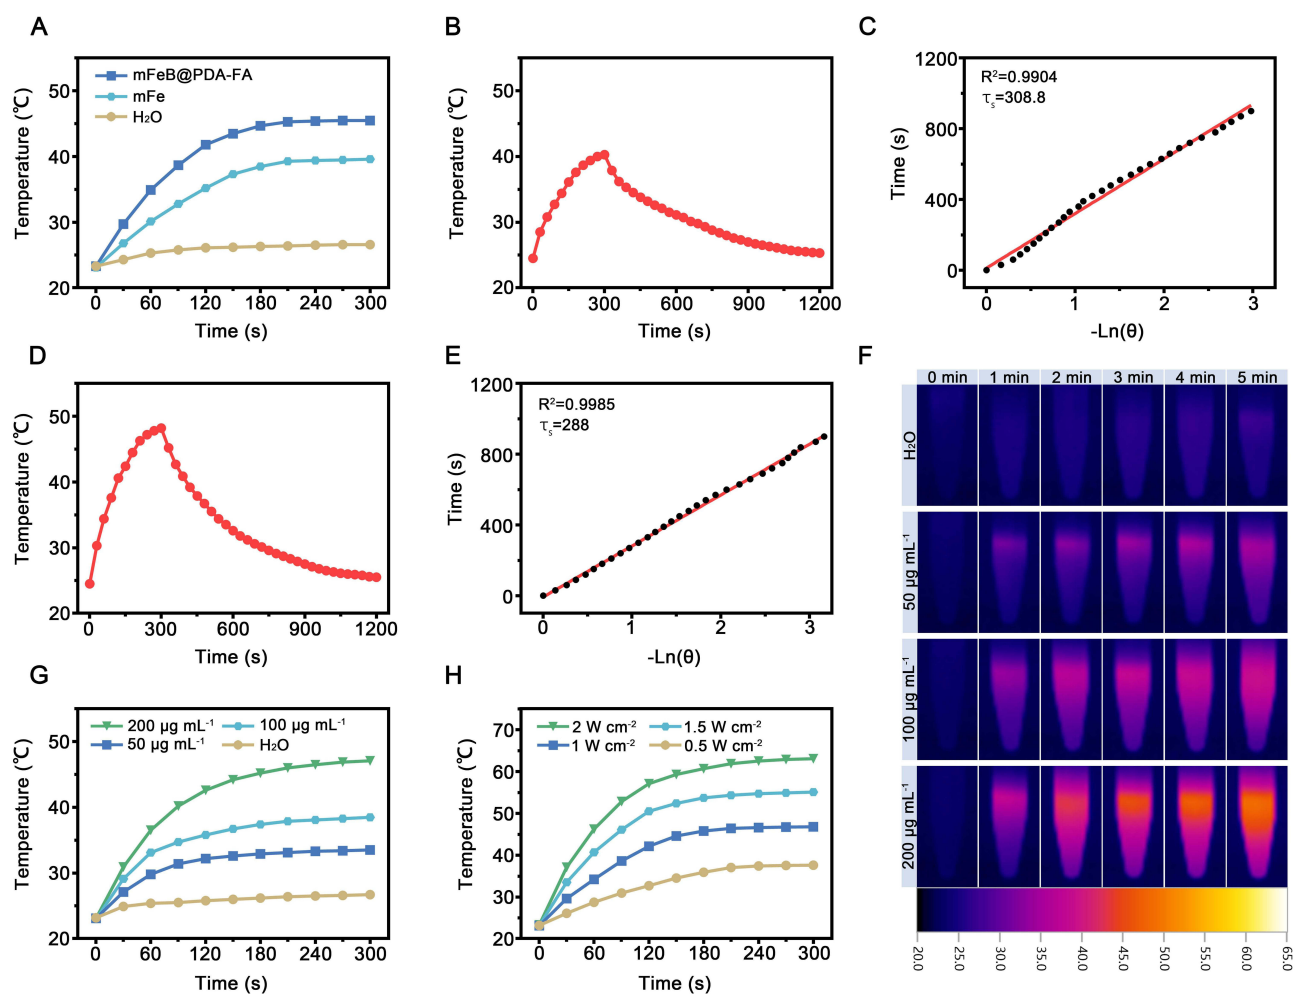 A
Temperature (℃)
50
40
30
20
mFeB@PDA-FA
mFe
H₂O
0 60 120 180 240 300
Time (s)
B
Temperature (℃)
50
40
30
20
0 300 600 900 1200
Time (s)
C
Time (s)
1200
800
400
0
R²=0.9904
τₛ=308.8
0 1 2 3
-Ln(θ)
D
Temperature (℃)
50
40
30
20
0 300 600 900 1200
Time (s)
E
Time (s)
1200
800
400
0
R²=0.9985
τₛ=288
0 1 2 3
-Ln(θ)
F
0 min 1 min 2 min 3 min 4 min 5 min
H₂O
50 μg mL⁻¹
100 μg mL⁻¹
200 μg mL⁻¹
20.0 25.0 30.0 35.0 40.0 45.0 50.0 55.0 60.0 65.0
G
Temperature (℃)
50
40
30
20
200 μg mL⁻¹ 100 μg mL⁻¹
50 μg mL⁻¹ H₂O
0 60 120 180 240 300
Time (s)
H
Temperature (℃)
70
60
50
40
30
20
2 W cm⁻² 1.5 W cm⁻²
1 W cm⁻² 0.5 W cm⁻²
0 60 120 180 240 300
Time (s)